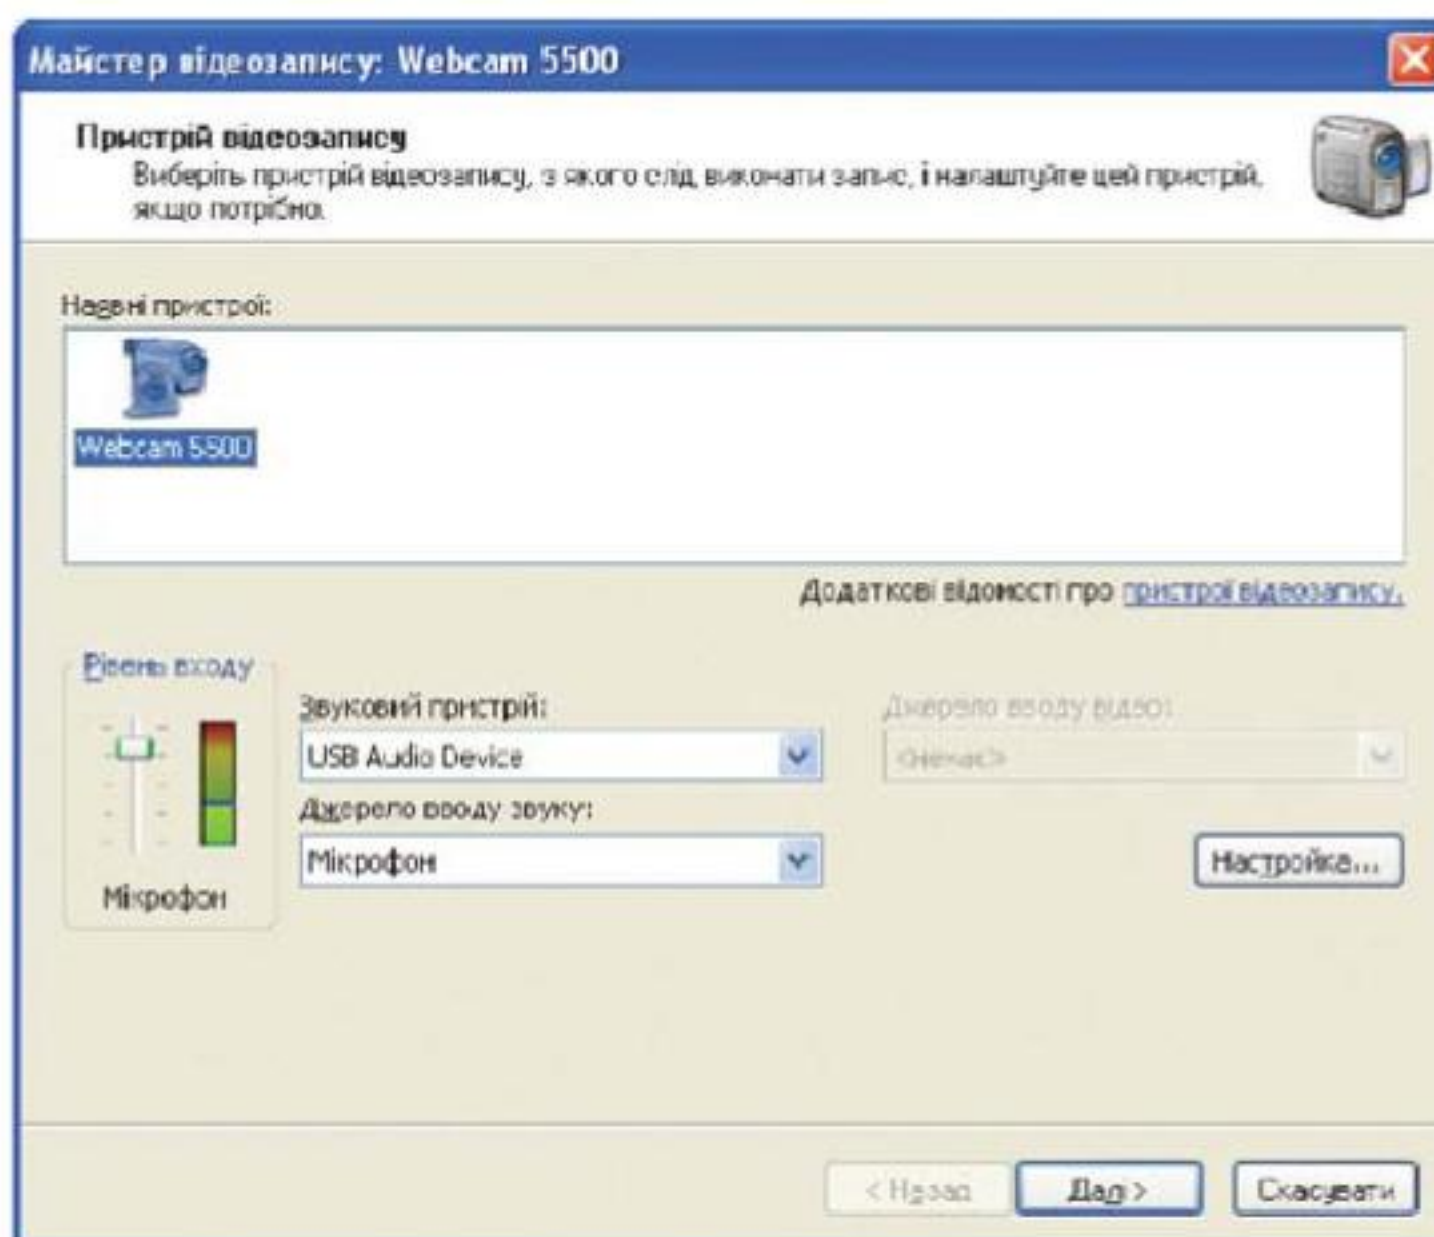 Майстер відеозапису: Webcam 5500
Пристрій відеозапису
Виберіть пристрій відеозапису, з якого слід виконати запис, і налаштуйте цей пристрій,
якщо потрібно.
Наявні пристрої:
Webcam 5500
Додаткові відомості про пристрої відеозапису.
Рівень входу
Звуковий пристрій:
Джерело вводу відео:
USB Audio Device
<немає>
Джерело вводу звуку:
Мікрофон
Настройка...
Мікрофон
< Назад
Далі >
Скасувати